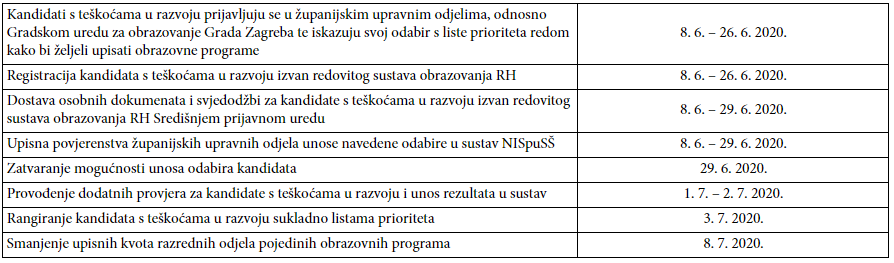 Kandidati s teškoćama u razvoju prijavljuju se u županijskim upravnim odjelima, odnosno
Gradskom uredu za obrazovanje Grada Zagreba te iskazuju svoj odabir s liste prioriteta redom
kako bi željeli upisati obrazovne programe
8. 6. – 26. 6. 2020.
Registracija kandidata s teškoćama u razvoju izvan redovitog sustava obrazovanja RH
8. 6. – 26. 6. 2020.
Dostava osobnih dokumenata i svjedodžbi za kandidate s teškoćama u razvoju izvan redovitog
sustava obrazovanja RH Središnjem prijavnom uredu
8. 6. – 29. 6. 2020.
Upisna povjerenstva županijskih upravnih odjela unose navedene odabire u sustav NISpuSŠ
8. 6. – 29. 6. 2020.
Zatvaranje mogućnosti unosa odabira kandidata
29. 6. 2020.
Provođenje dodatnih provjera za kandidate s teškoćama u razvoju i unos rezultata u sustav
1. 7. – 2. 7. 2020.
Rangiranje kandidata s teškoćama u razvoju sukladno listama prioriteta
3. 7. 2020.
Smanjenje upisnih kvota razrednih odjela pojedinih obrazovnih programa
8. 7. 2020.